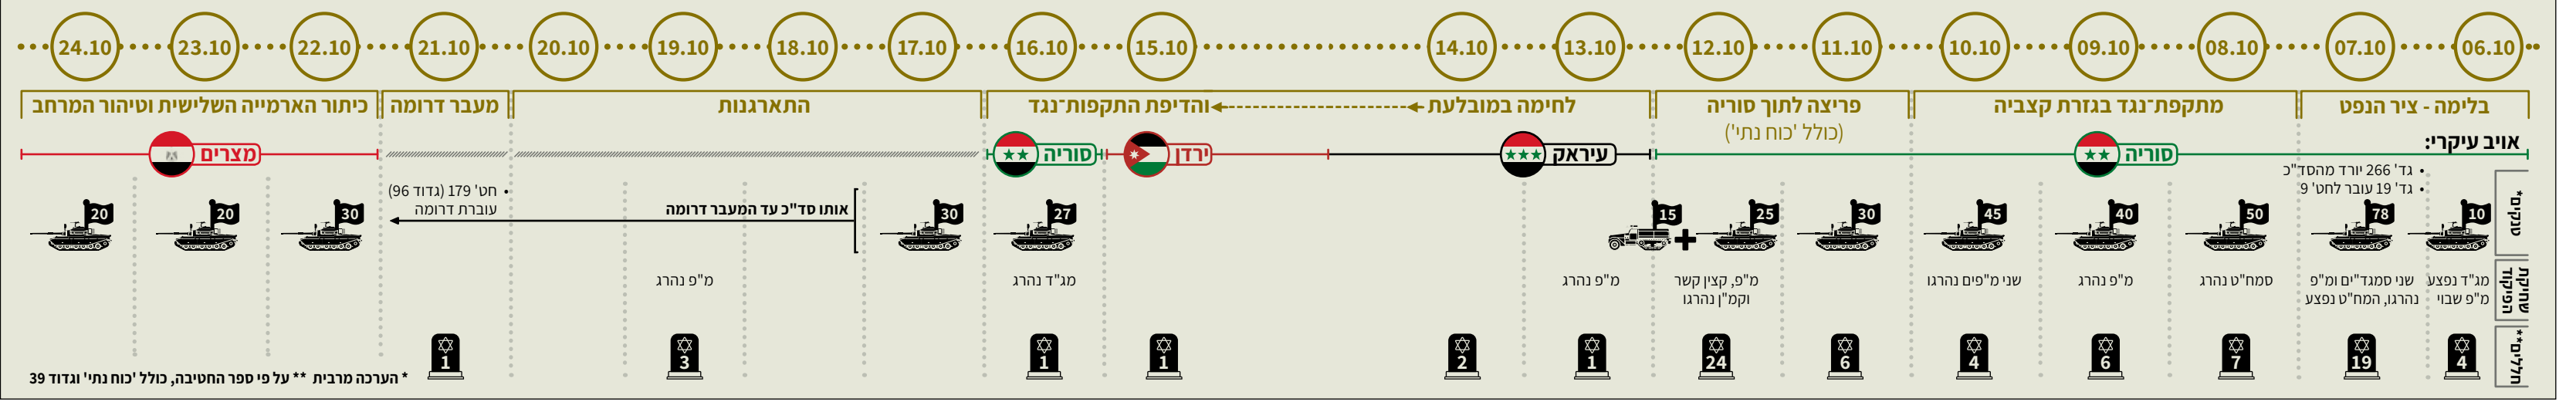 06.10 07.10 08.10 09.10 10.10 11.10 12.10 13.10 14.10 15.10 16.10 17.10 18.10 19.10 20.10 21.10 22.10 23.10 24.10
בלימה - ציר הנפט
מתקפת־נגד בגזרת קצביה
פריצה לתוך סוריה
(כולל 'כוח נתי')
לחימה במובלעת
והדיפת התקפות־נגד
התארגנות
מעבר דרומה
כיתור הארמייה השלישית וטיהור המרחב
אויב עיקרי:
סוריה
עיראק
ירדן
סוריה
מצרים
טנקים*
• גד' 266 יורד מהסד"כ
• גד' 19 עובר לחט' 9
10 78 50 40 45 30 25 15 27 30 30 20 20
אותו סד"כ עד המעבר דרומה
• חט' 179 (גדוד 96)
עוברת דרומה
שחיקת
הפיקוד
מג"ד נפצע
מ"פ שבוי
שני סמגד"ים ומ"פ
נהרגו, המח"ט נפצע
סמח"ט נהרג
מ"פ נהרג
שני מ"פים נהרגו
מ"פ, קצין קשר
וקמ"ן נהרגו
מ"פ נהרג
מג"ד נהרג
מ"פ נהרג
חללים**
4 19 7 6 4 6 24 1 2 1 1 3 1
* הערכה מרבית ** על פי ספר החטיבה, כולל 'כוח נתי' וגדוד 39